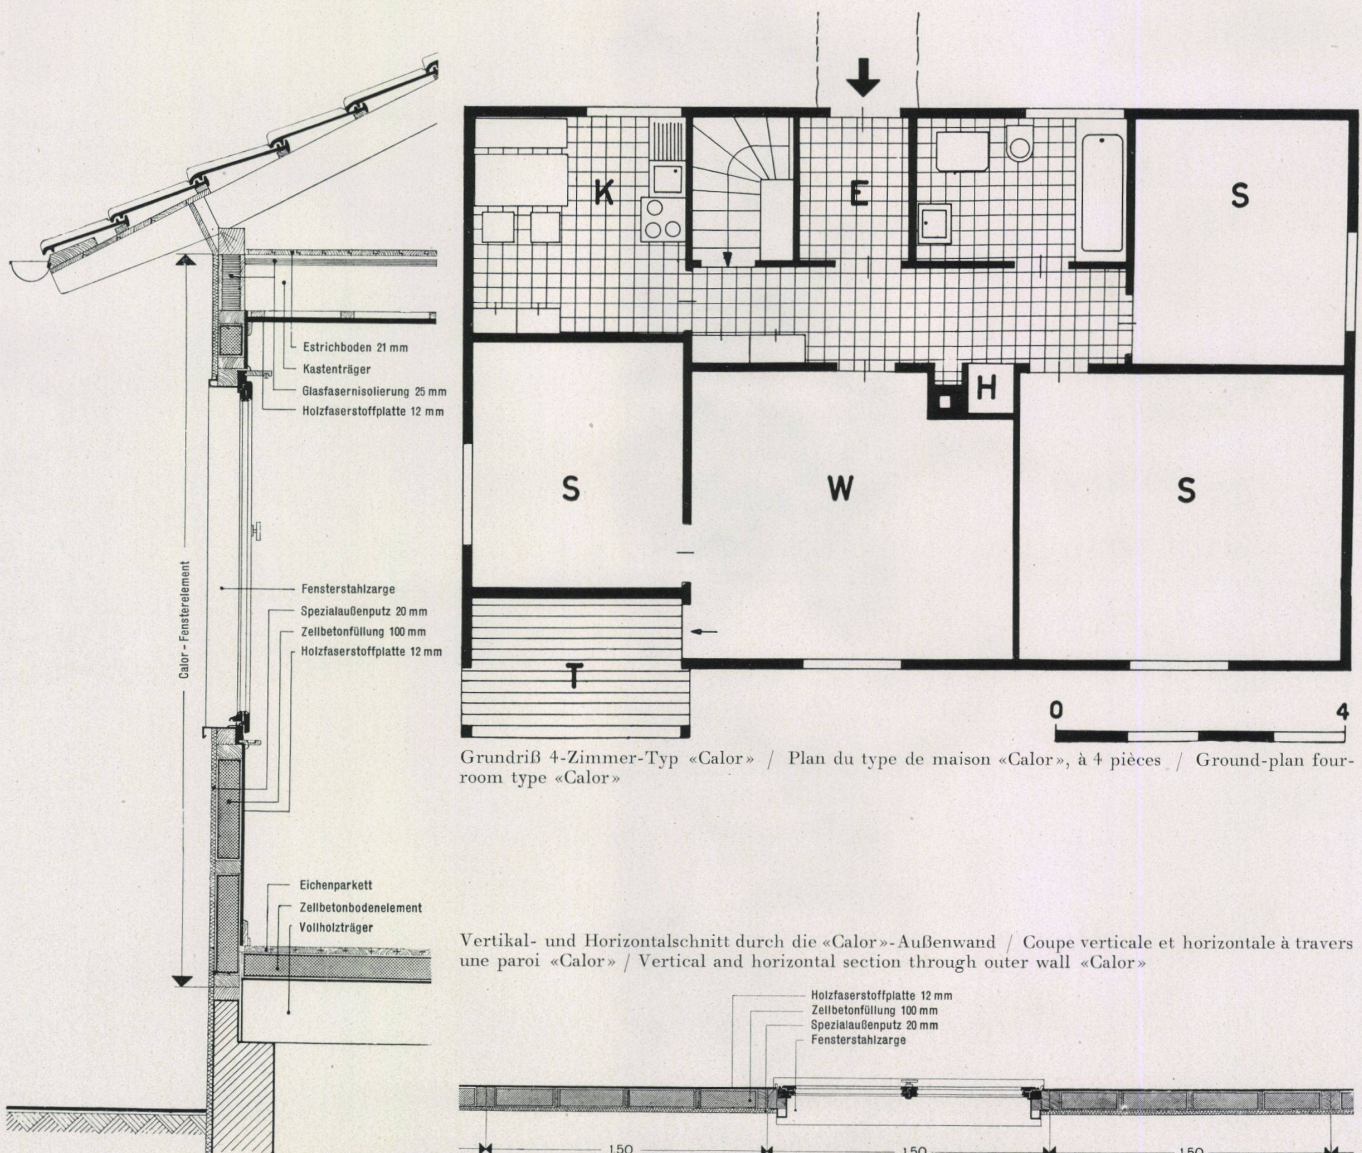 Estrichboden 21 mm
Kastenträger
Glasfasernisolierung 25 mm
Holzfaserstoffplatte 12 mm
Calor - Fensterelement
Fensterstahlzarge
Spezialaußenputz 20 mm
Zellbetonfüllung 100 mm
Holzfaserstoffplatte 12 mm
Eichenparkett
Zellbetonbodenelement
Vollholzträger
K
E
S
H
S
W
S
T
0 4
Grundriß 4-Zimmer-Typ «Calor» / Plan du type de maison «Calor», à 4 pièces / Ground-plan four-
room type «Calor»
Vertikal- und Horizontalschnitt durch die «Calor»-Außenwand / Coupe verticale et horizontale à travers
une paroi «Calor» / Vertical and horizontal section through outer wall «Calor»
Holzfaserstoffplatte 12 mm
Zellbetonfüllung 100 mm
Spezialaußenputz 20 mm
Fensterstahlzarge
150 150 150